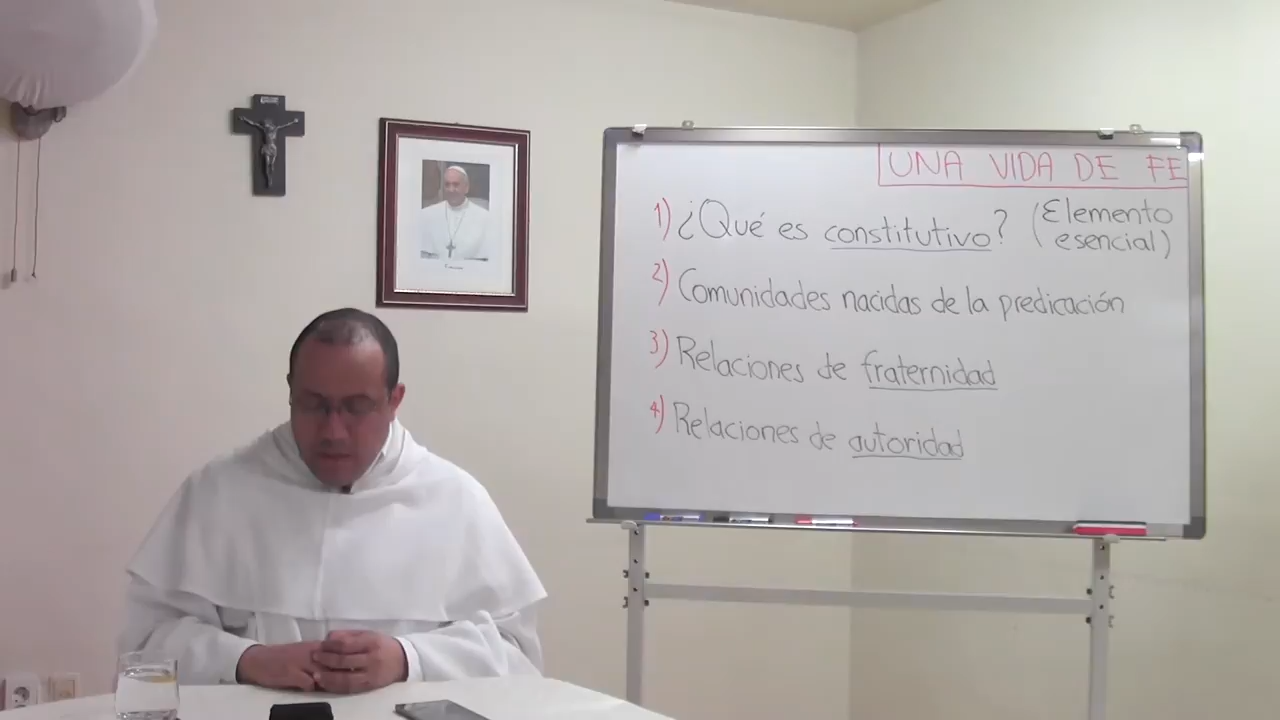 UNA VIDA DE FE
1) ¿Qué es constitutivo? (Elemento
esencial)
2) Comunidades nacidas de la predicación
3) Relaciones de fraternidad
4) Relaciones de autoridad